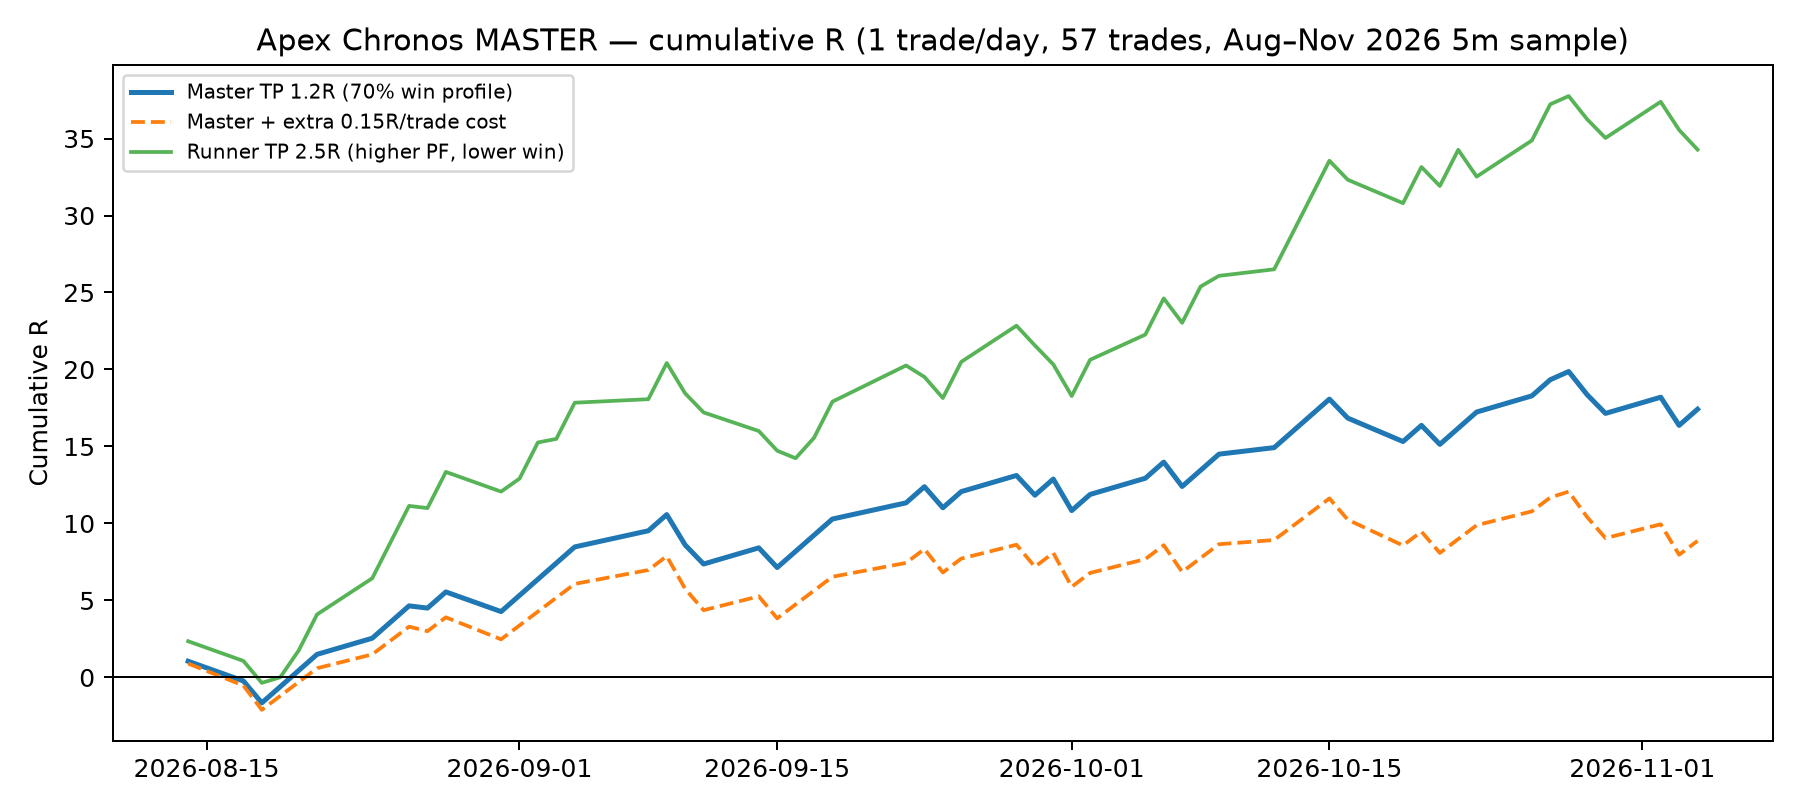 Apex Chronos MASTER — cumulative R (1 trade/day, 57 trades, Aug–Nov 2026 5m sample)
Master TP 1.2R (70% win profile)
Master + extra 0.15R/trade cost
Runner TP 2.5R (higher PF, lower win)
Cumulative R
35
30
25
20
15
10
5
0
2026-08-15
2026-09-01
2026-09-15
2026-10-01
2026-10-15
2026-11-01